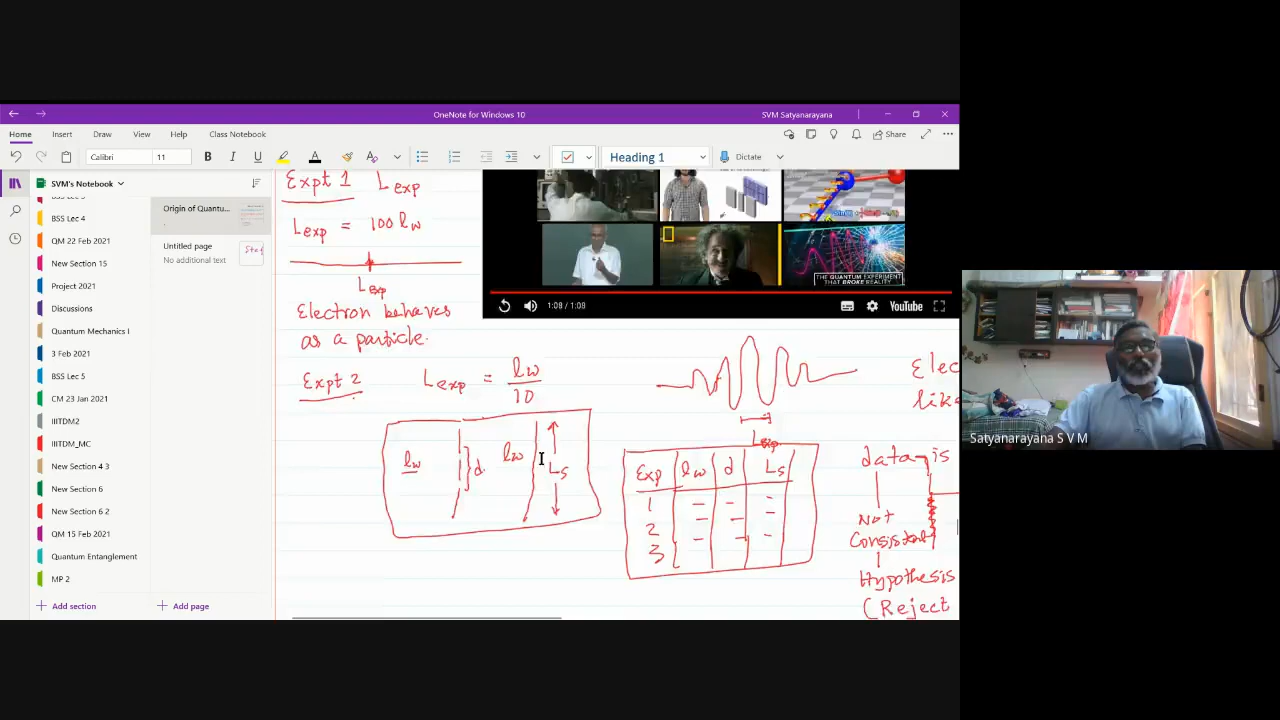 OneNote for Windows 10
SVM Satyanarayana
Home
Insert
Draw
View
Help
Class Notebook
Share
Calibri
11
B
I
U
A
Heading 1
Dictate
SVM's Notebook
BSS Lec 4
QM 22 Feb 2021
New Section 15
Project 2021
Discussions
Quantum Mechanics I
3 Feb 2021
BSS Lec 5
CM 23 Jan 2021
IIITDM2
IIITDM_MC
New Section 4 3
New Section 6
New Section 6 2
QM 15 Feb 2021
Quantum Entanglement
MP 2
Add section
Origin of Quantu...
Untitled page
No additional text
Add page
Expt 1 Lexp
Lexp = 100 lw
Lexp
Electron behaves
as a particle.
Expt 2 Lexp = lw/10
lw d lw Ls
THE QUANTUM EXPERIMENT
THAT BROKE REALITY
1:08 / 1:08
YouTube
Lexp
Exp lw d Ls
1 - - -
2 - - -
3 - - -
Elec
like
data is
Not
Consistent
Hypothesis
(Reject
Satyanarayana S V M